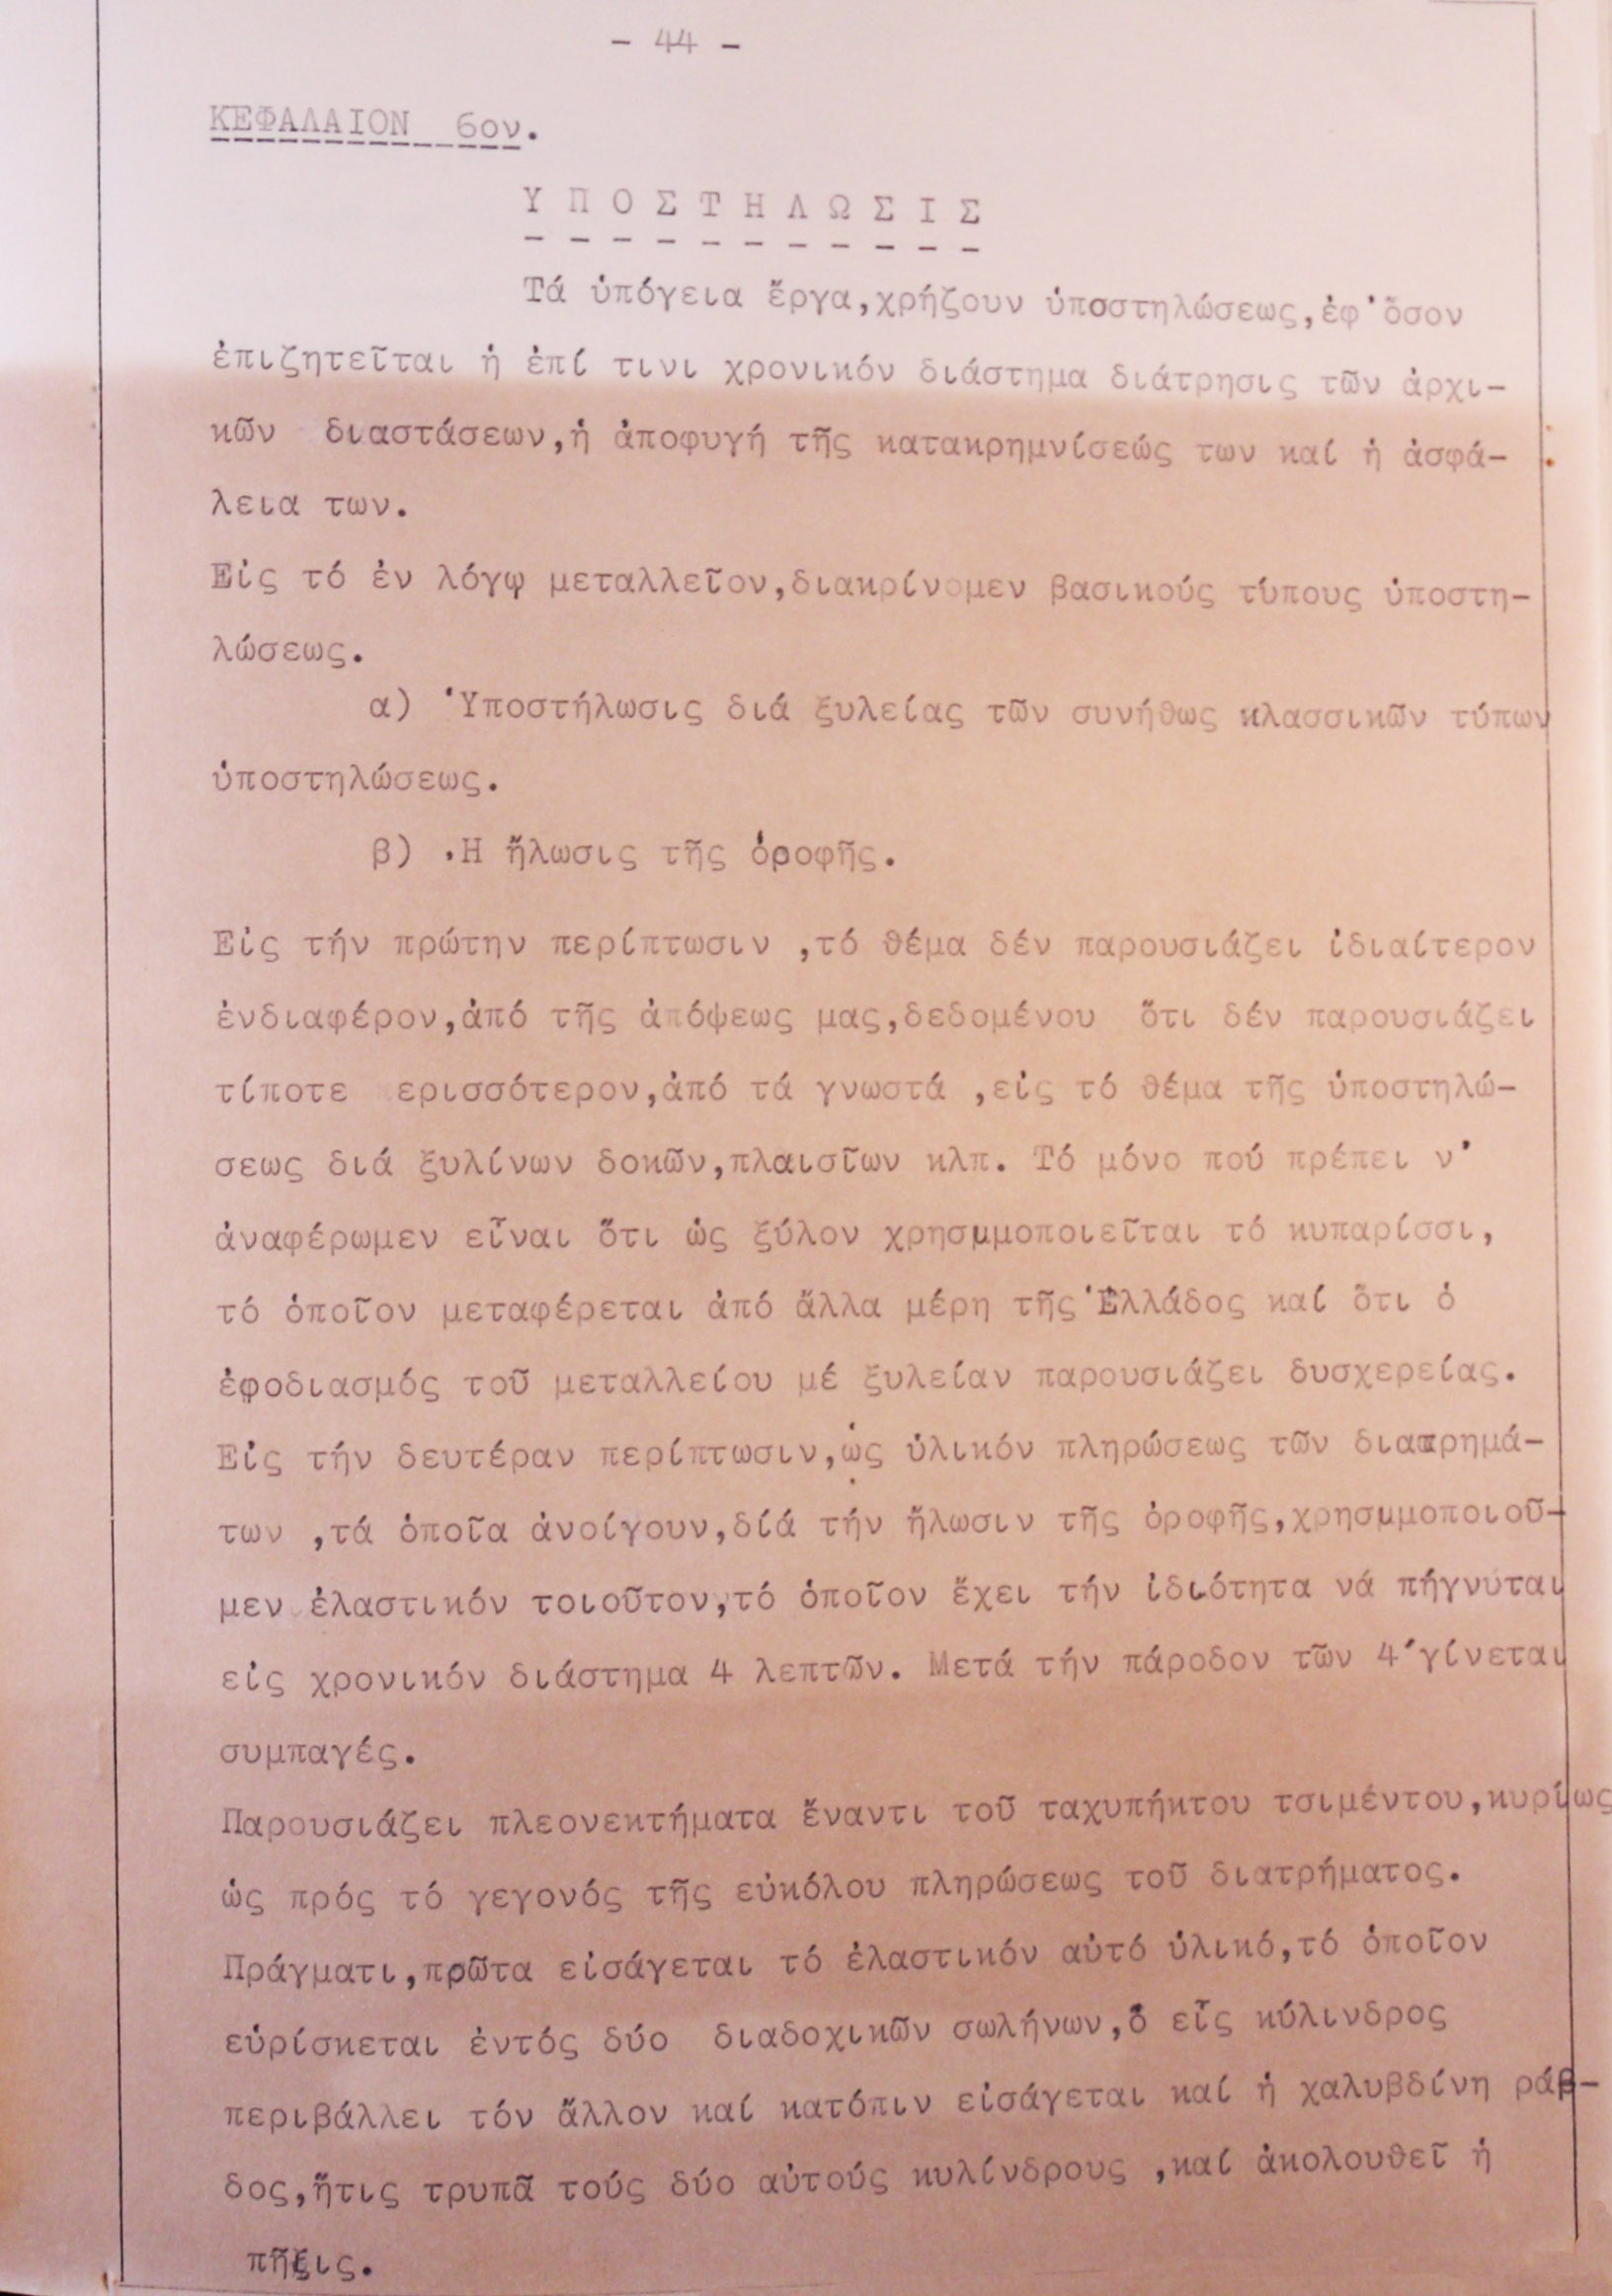 - 44 -
ΚΕΦΑΛΑΙΟΝ 6ον.
Υ Π Ο Σ Τ Η Λ Ω Σ Ι Σ
Τά ὑπόγεια ἔργα,χρήζουν ὑποστηλώσεως,ἐφ'ὅσον
ἐπιζητεῖται ἡ ἐπί τινι χρονικόν διάστημα διάτρησις τῶν ἀρχι-
κῶν διαστάσεων,ἡ ἀποφυγή τῆς κατακρημνίσεώς των καί ἡ ἀσφά-
λεια των.
Εἰς τό ἐν λόγῳ μεταλλεῖον,διακρίνομεν βασικούς τύπους ὑποστη-
λώσεως.
α) Ὑποστήλωσις διά ξυλείας τῶν συνήθως κλασσικῶν τύπων
ὑποστηλώσεως.
β) .Η ἥλωσις τῆς ὀροφῆς.
Εἰς τήν πρώτην περίπτωσιν ,τό θέμα δέν παρουσιάζει ἰδιαίτερον
ἐνδιαφέρον,ἀπό τῆς ἀπόψεως μας,δεδομένου ὅτι δέν παρουσιάζει
τίποτε περισσότερον,ἀπό τά γνωστά ,εἰς τό θέμα τῆς ὑποστηλώ-
σεως διά ξυλίνων δοκῶν,πλαισῖων κλπ. Τό μόνο πού πρέπει ν'
ἀναφέρωμεν εἶναι ὅτι ὡς ξύλον χρησιμοποιεῖται τό κυπαρίσσι,
τό ὁποῖον μεταφέρεται ἀπό ἄλλα μέρη τῆς Ἑλλάδος καί ὅτι ὁ
ἐφοδιασμός τοῦ μεταλλείου μέ ξυλείαν παρουσιάζει δυσχερείας.
Εἰς τήν δευτέραν περίπτωσιν,ὡς ὑλικόν πληρώσεως τῶν διατρημά-
των ,τά ὁποῖα ἀνοίγουν,δίά τήν ἥλωσιν τῆς ὀροφῆς,χρησιμοποιοῦ-
μεν ἐλαστικόν τοιοῦτον,τό ὁποῖον ἔχει τήν ἰδιότητα νά πήγνυται
εἰς χρονικόν διάστημα 4 λεπτῶν. Μετά τήν πάροδον τῶν 4΄γίνεται
συμπαγές.
Παρουσιάζει πλεονεκτήματα ἔναντι τοῦ ταχυπήκτου τσιμέντου,κυρίως
ὡς πρός τό γεγονός τῆς εὐκόλου πληρώσεως τοῦ διατρήματος.
Πράγματι,πρῶτα εἰσάγεται τό ἐλαστικόν αὐτό ὑλικό,τό ὁποῖον
εὑρίσκεται ἐντός δύο διαδοχικῶν σωλήνων,ὅ εἷς κύλινδρος
περιβάλλει τόν ἄλλον καί κατόπιν εἰσάγεται καί ἡ χαλυβδίνη ράβ-
δος,ἥτις τρυπᾶ τούς δύο αὐτούς κυλίνδρους ,καί ἀκολουθεῖ ἡ
πῆξις.